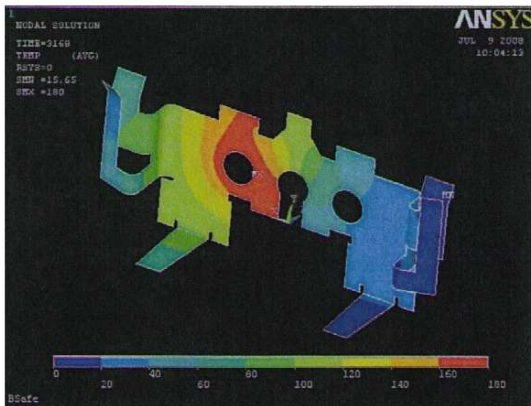 1
NODAL SOLUTION
TIME=3168
TEMP (AVG)
RSYS=0
SMN =15.65
SMX =180
ANSYS
JUL 9 2008
10:04:13
MX
0 20 40 60 80 100 120 140 160 180
BSafe